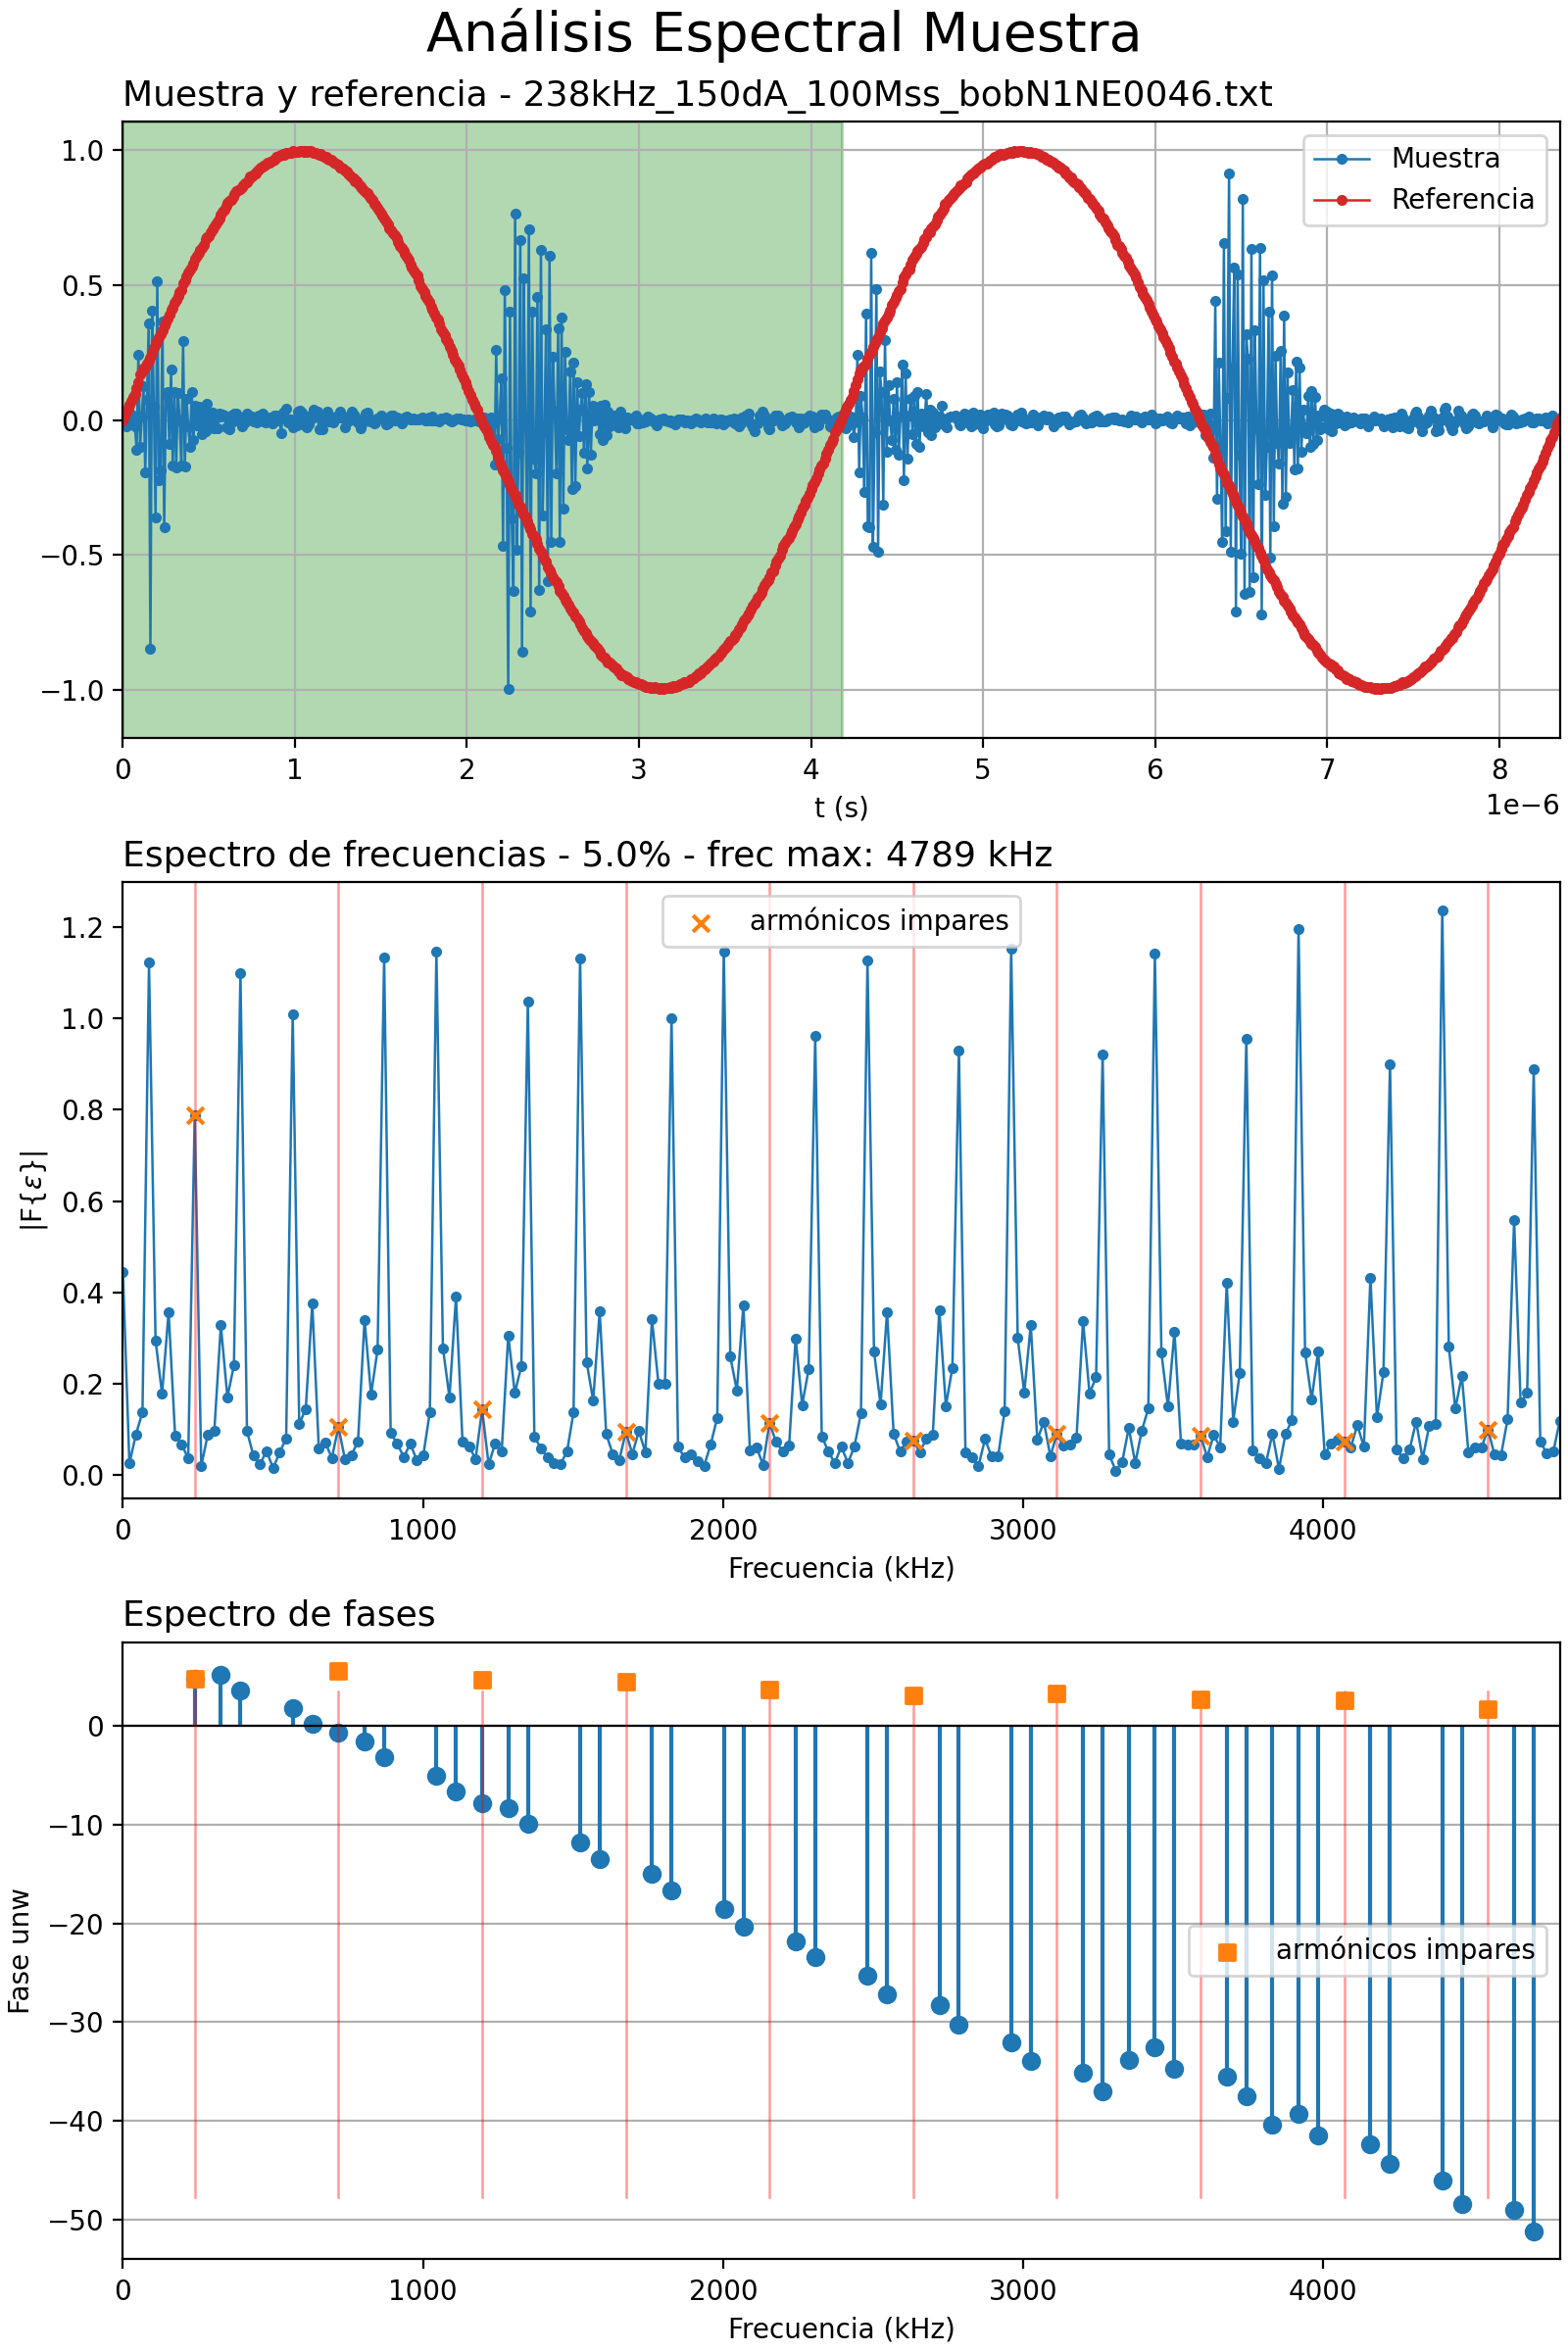 Análisis Espectral Muestra
Muestra y referencia - 238kHz_150dA_100Mss_bobN1NE0046.txt
1.0
0.5
0.0
−0.5
−1.0
Muestra
Referencia
0 1 2 3 4 5 6 7 8
1e−6
t (s)
Espectro de frecuencias - 5.0% - frec max: 4789 kHz
armónicos impares
1.2
1.0
0.8
0.6
0.4
0.2
0.0
|F{ε}|
0 1000 2000 3000 4000
Frecuencia (kHz)
Espectro de fases
0
−10
−20
−30
−40
−50
Fase unw
armónicos impares
0 1000 2000 3000 4000
Frecuencia (kHz)